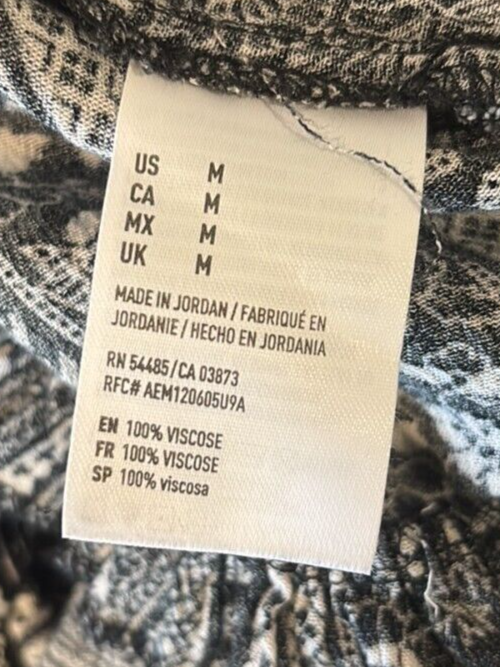 US M
CA M
MX M
UK M
MADE IN JORDAN / FABRIQUÉ EN
JORDANIE / HECHO EN JORDANIA
RN 54485/CA 03873
RFC# AEM120605U9A
EN 100% VISCOSE
FR 100% VISCOSE
SP 100% viscosa